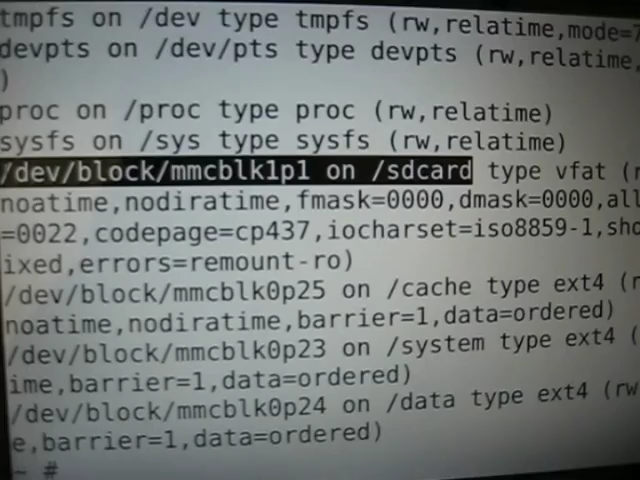 tmpfs on /dev type tmpfs (rw,relatime,mode=7
devpts on /dev/pts type devpts (rw,relatime,
)
proc on /proc type proc (rw,relatime)
sysfs on /sys type sysfs (rw,relatime)
/dev/block/mmcblk1p1 on /sdcard type vfat (r
noatime,nodiratime,fmask=0000,dmask=0000,all
=0022,codepage=cp437,iocharset=iso8859-1,sho
ixed,errors=remount-ro)
/dev/block/mmcblk0p25 on /cache type ext4 (r
noatime,nodiratime,barrier=1,data=ordered)
/dev/block/mmcblk0p23 on /system type ext4 (
ime,barrier=1,data=ordered)
/dev/block/mmcblk0p24 on /data type ext4 (rw
e,barrier=1,data=ordered)
~ #